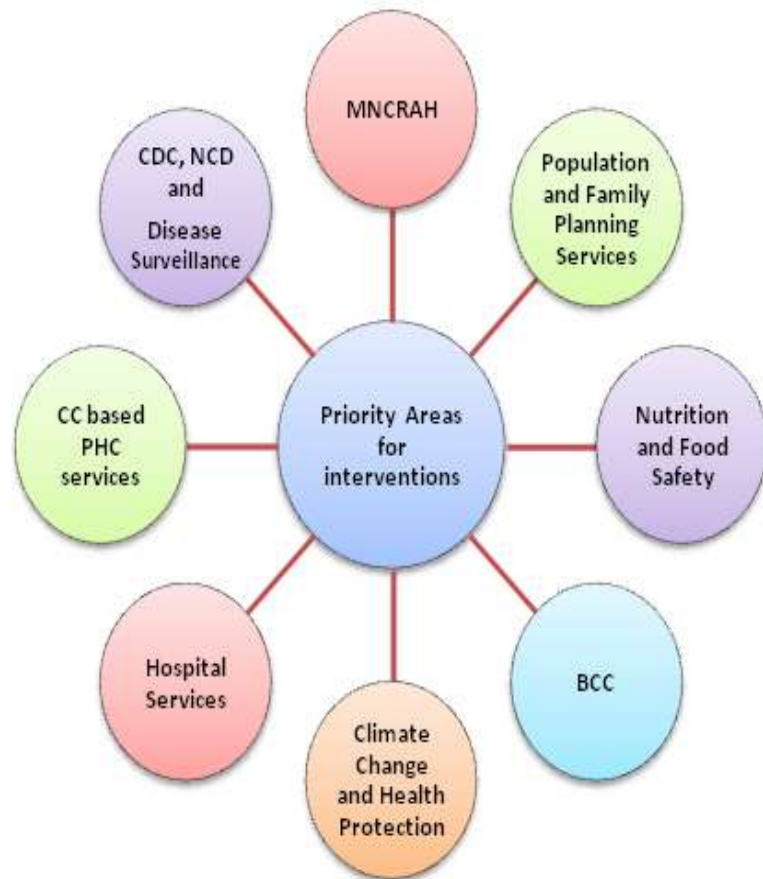 MNCRAH
Population
and Family
Planning
Services
Nutrition
and Food
Safety
BCC
Climate
Change
and Health
Protection
Hospital
Services
CC based
PHC
services
CDC, NCD
and
Disease
Surveillance
Priority Areas
for
interventions